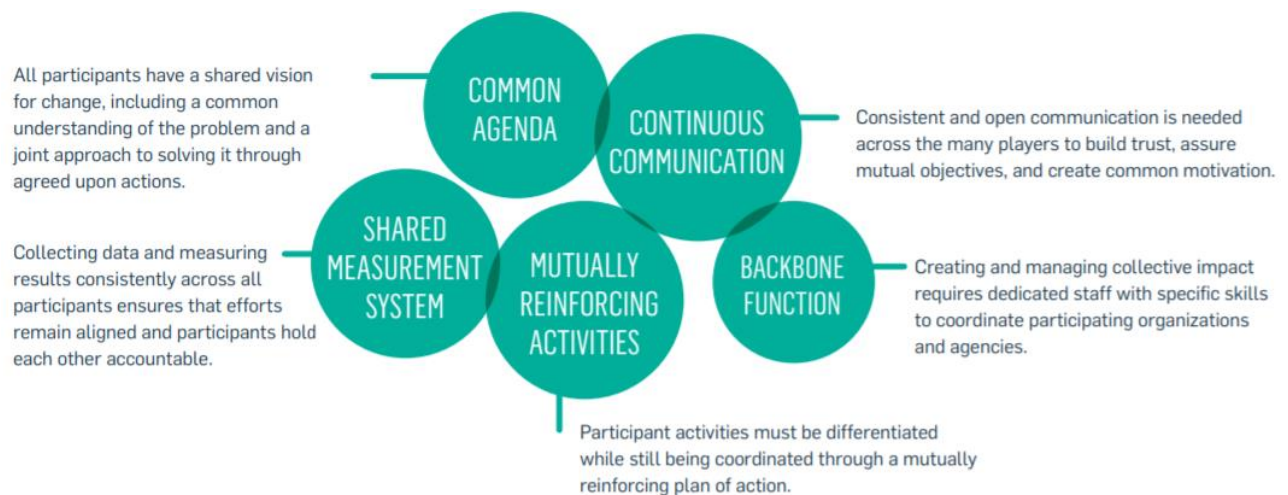 All participants have a shared vision
for change, including a common
understanding of the problem and a
joint approach to solving it through
agreed upon actions.
COMMON
AGENDA
CONTINUOUS
COMMUNICATION
Consistent and open communication is needed
across the many players to build trust, assure
mutual objectives, and create common motivation.
Collecting data and measuring
results consistently across all
participants ensures that efforts
remain aligned and participants hold
each other accountable.
SHARED
MEASUREMENT
SYSTEM
MUTUALLY
REINFORCING
ACTIVITIES
BACKBONE
FUNCTION
Creating and managing collective impact
requires dedicated staff with specific skills
to coordinate participating organizations
and agencies.
Participant activities must be differentiated
while still being coordinated through a mutually
reinforcing plan of action.